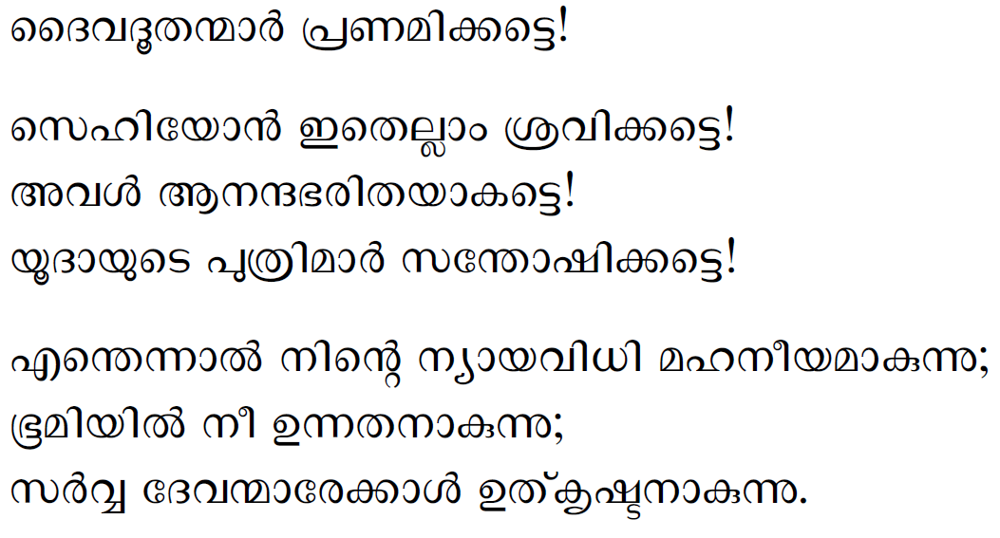 ദൈവദൂതന്മാർ പ്രണമിക്കട്ടെ!
സെഹിയോൻ ഇതെല്ലാം ശ്രവിക്കട്ടെ!
അവൾ ആനന്ദഭരിതയാകട്ടെ!
യൂദായുടെ പുത്രിമാർ സന്തോഷിക്കട്ടെ!
എന്തെന്നാൽ നിന്റെ ന്യായവിധി മഹനീയമാകുന്നു;
ഭൂമിയിൽ നീ ഉന്നതനാകുന്നു;
സർവ്വ ദേവന്മാരേക്കാൾ ഉത്കൃഷ്ടനാകുന്നു.